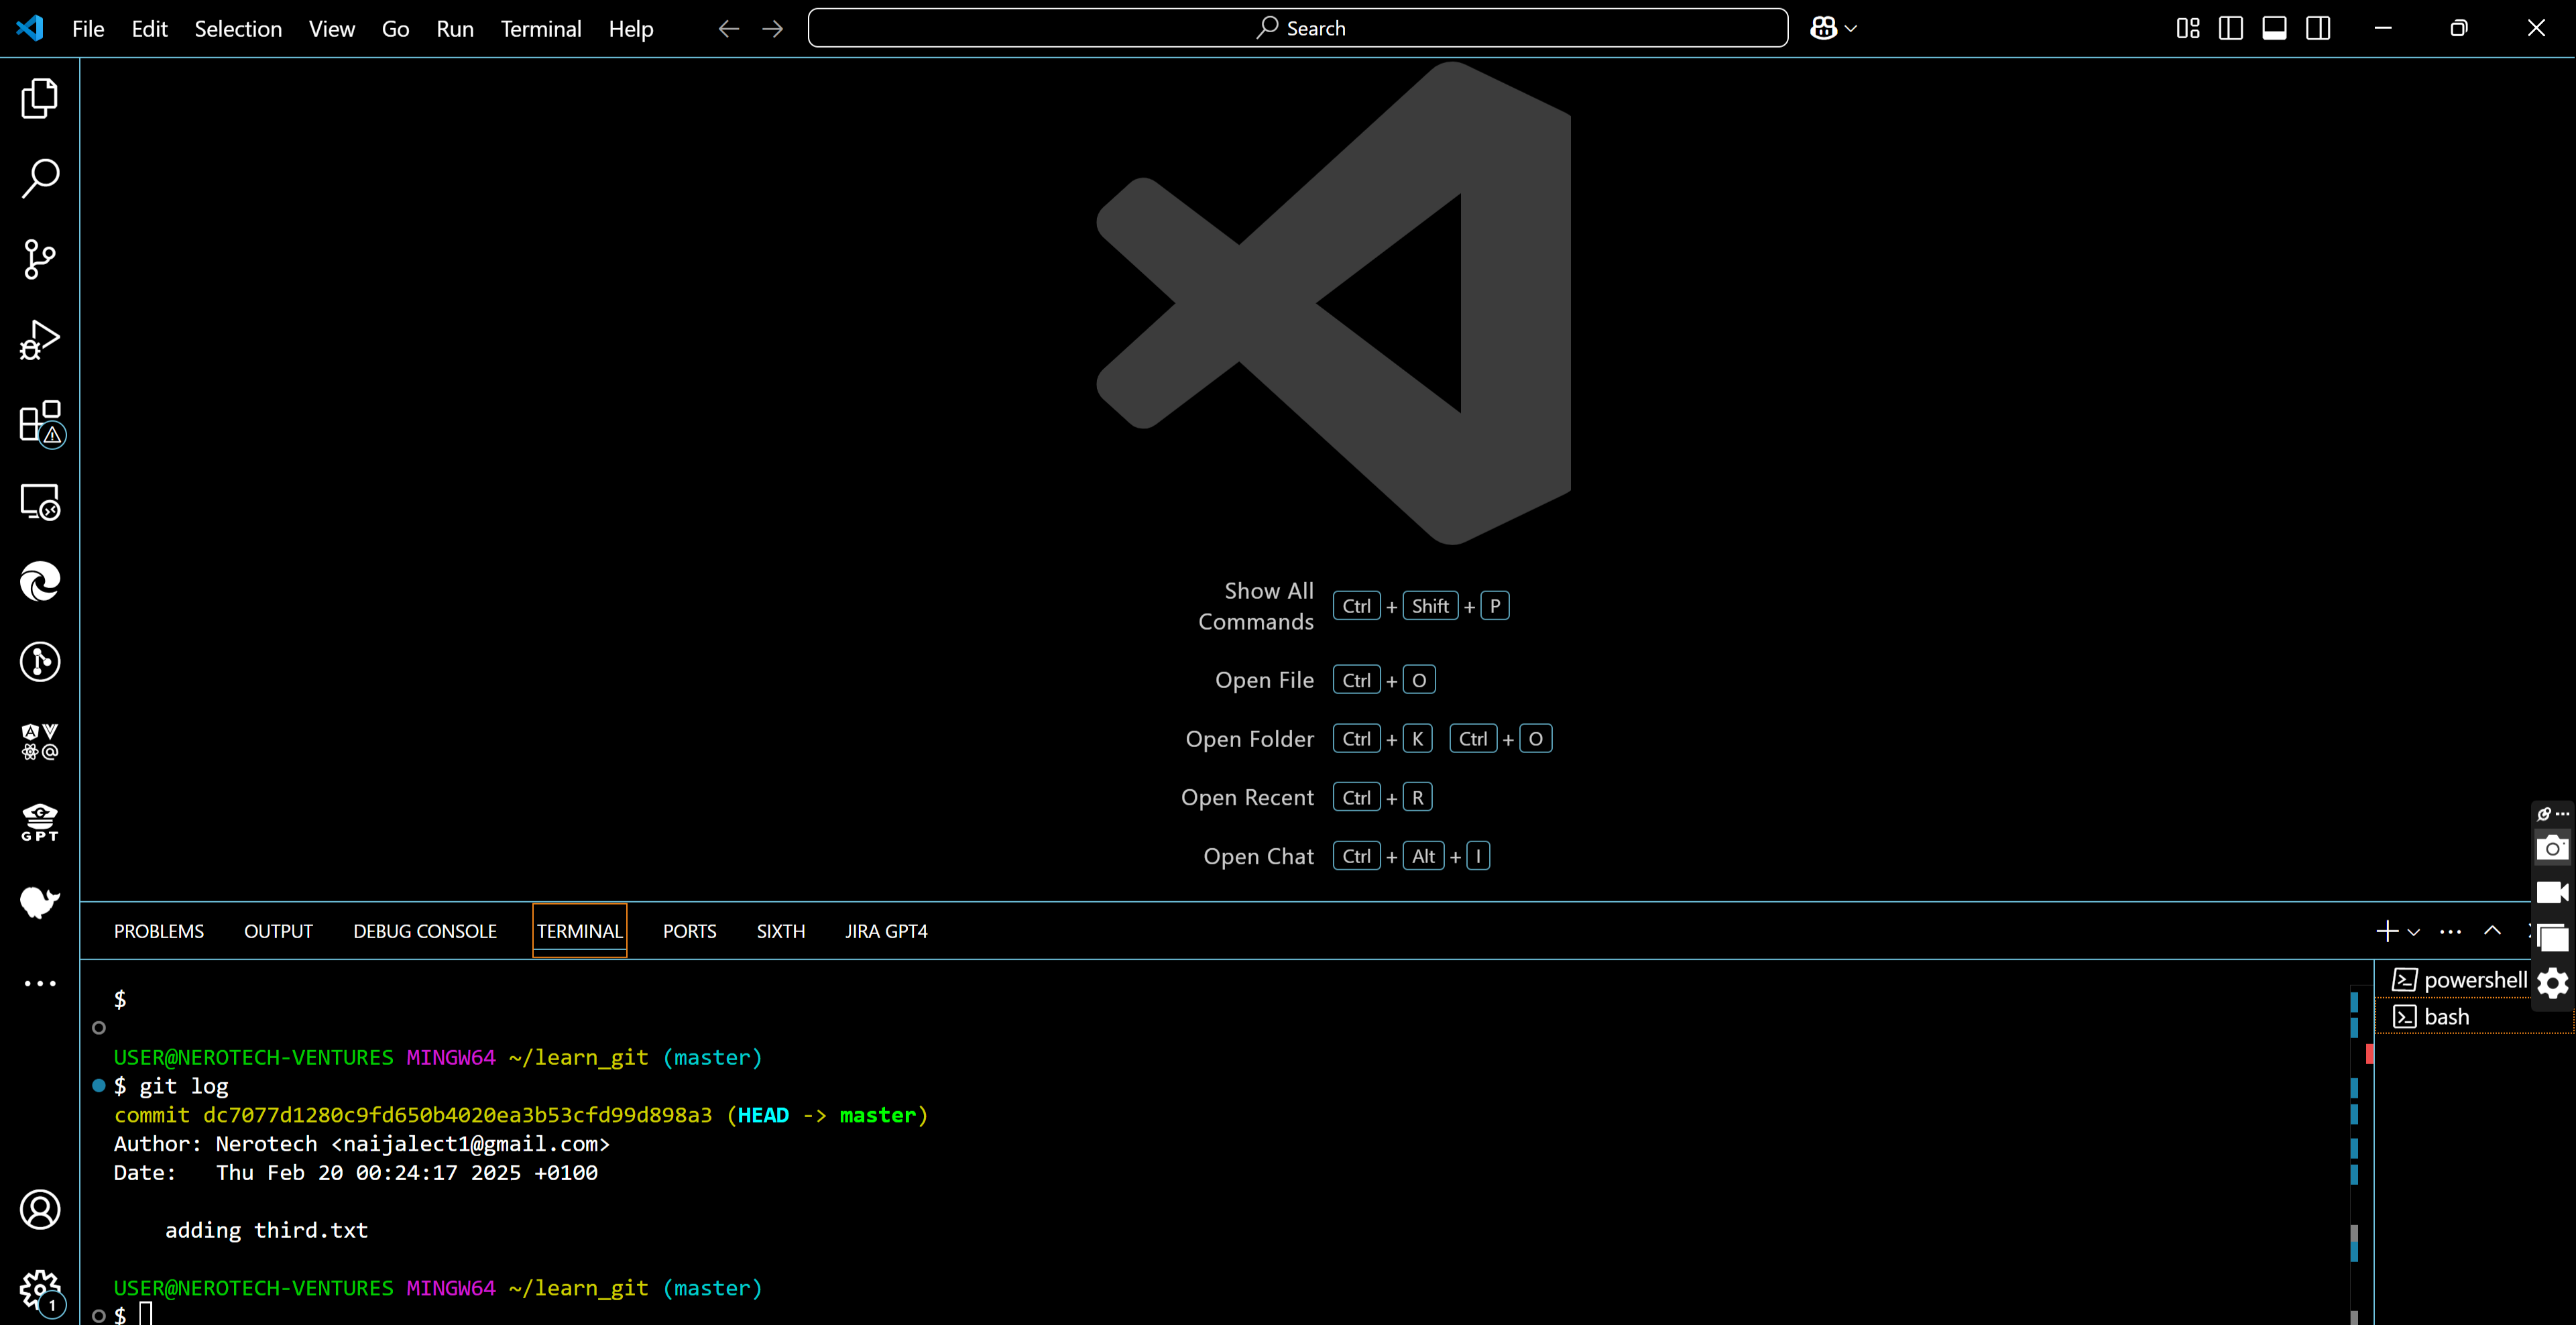 File Edit Selection View Go Run Terminal Help Search
Show All Commands Ctrl + Shift + P
Open File Ctrl + O
Open Folder Ctrl + K Ctrl + O
Open Recent Ctrl + R
Open Chat Ctrl + Alt + I
GPT
PROBLEMS OUTPUT DEBUG CONSOLE TERMINAL PORTS SIXTH JIRA GPT4
powershell
bash
$
USER@NEROTECH-VENTURES MINGW64 ~/learn_git (master)
$ git log
commit dc7077d1280c9fd650b4020ea3b53cfd99d898a3 (HEAD -> master)
Author: Nerotech <naijalect1@gmail.com>
Date:   Thu Feb 20 00:24:17 2025 +0100
adding third.txt
USER@NEROTECH-VENTURES MINGW64 ~/learn_git (master)
$
1